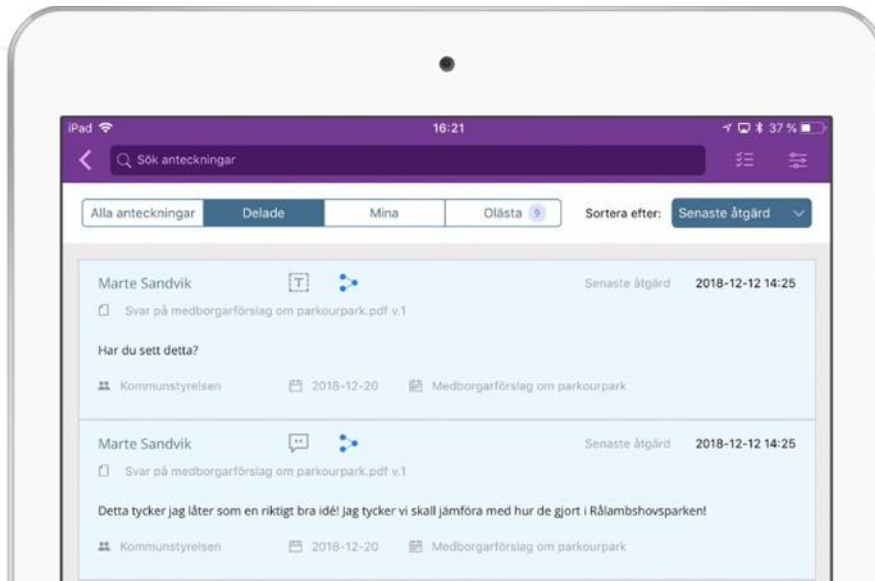 iPad 16:21 37 %
Sök anteckningar
Alla anteckningar Delade Mina Olästa 9 Sortera efter: Senaste åtgärd
Marte Sandvik Senaste åtgärd 2018-12-12 14:25
Svar på medborgarförslag om parkourpark.pdf v.1
Har du sett detta?
Kommunstyrelsen 2018-12-20 Medborgarförslag om parkourpark
Marte Sandvik Senaste åtgärd 2018-12-12 14:25
Svar på medborgarförslag om parkourpark.pdf v.1
Detta tycker jag låter som en riktigt bra idé! Jag tycker vi skall jämföra med hur de gjort i Rålambshovsparken!
Kommunstyrelsen 2018-12-20 Medborgarförslag om parkourpark